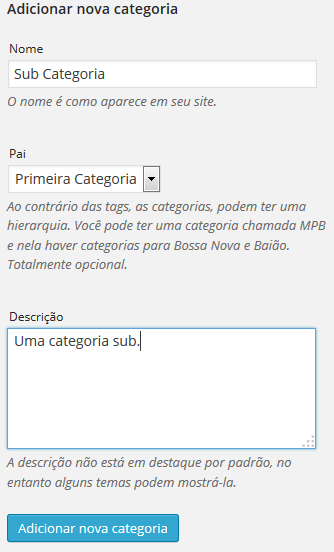 Adicionar nova categoria
Nome
Sub Categoria
O nome é como aparece em seu site.
Pai
Primeira Categoria
Ao contrário das tags, as categorias, podem ter uma
hierarquia. Você pode ter uma categoria chamada MPB
e nela haver categorias para Bossa Nova e Baião.
Totalmente opcional.
Descrição
Uma categoria sub.
A descrição não está em destaque por padrão, no
entanto alguns temas podem mostrá-la.
Adicionar nova categoria